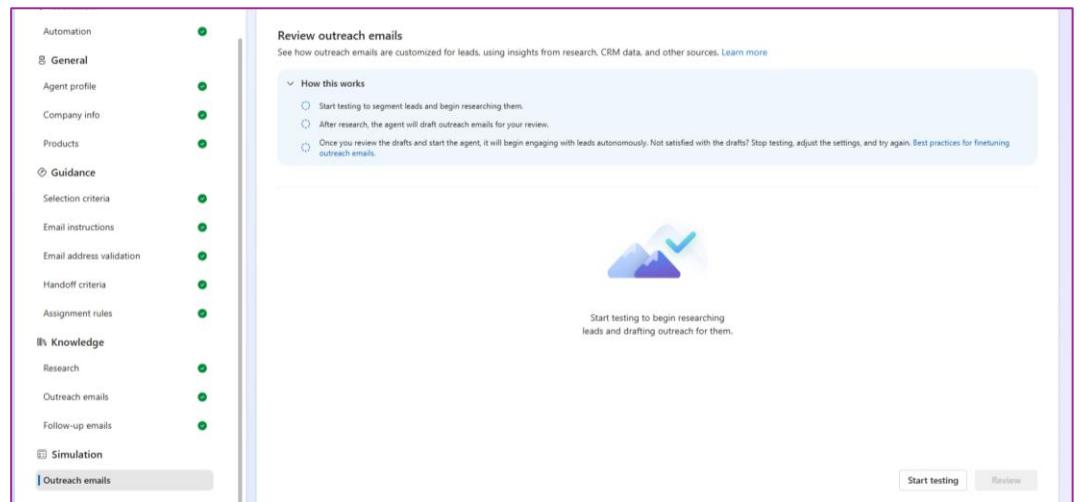 Automation
General
Agent profile
Company info
Products
Guidance
Selection criteria
Email instructions
Email address validation
Handoff criteria
Assignment rules
Knowledge
Research
Outreach emails
Follow-up emails
Simulation
Outreach emails
Review outreach emails
See how outreach emails are customized for leads, using insights from research, CRM data, and other sources. Learn more
How this works
Start testing to segment leads and begin researching them.
After research, the agent will draft outreach emails for your review.
Once you review the drafts and start the agent, it will begin engaging with leads autonomously. Not satisfied with the drafts? Stop testing, adjust the settings, and try again. Best practices for finetuning
outreach emails.
Start testing to begin researching
leads and drafting outreach for them.
Start testing
Review